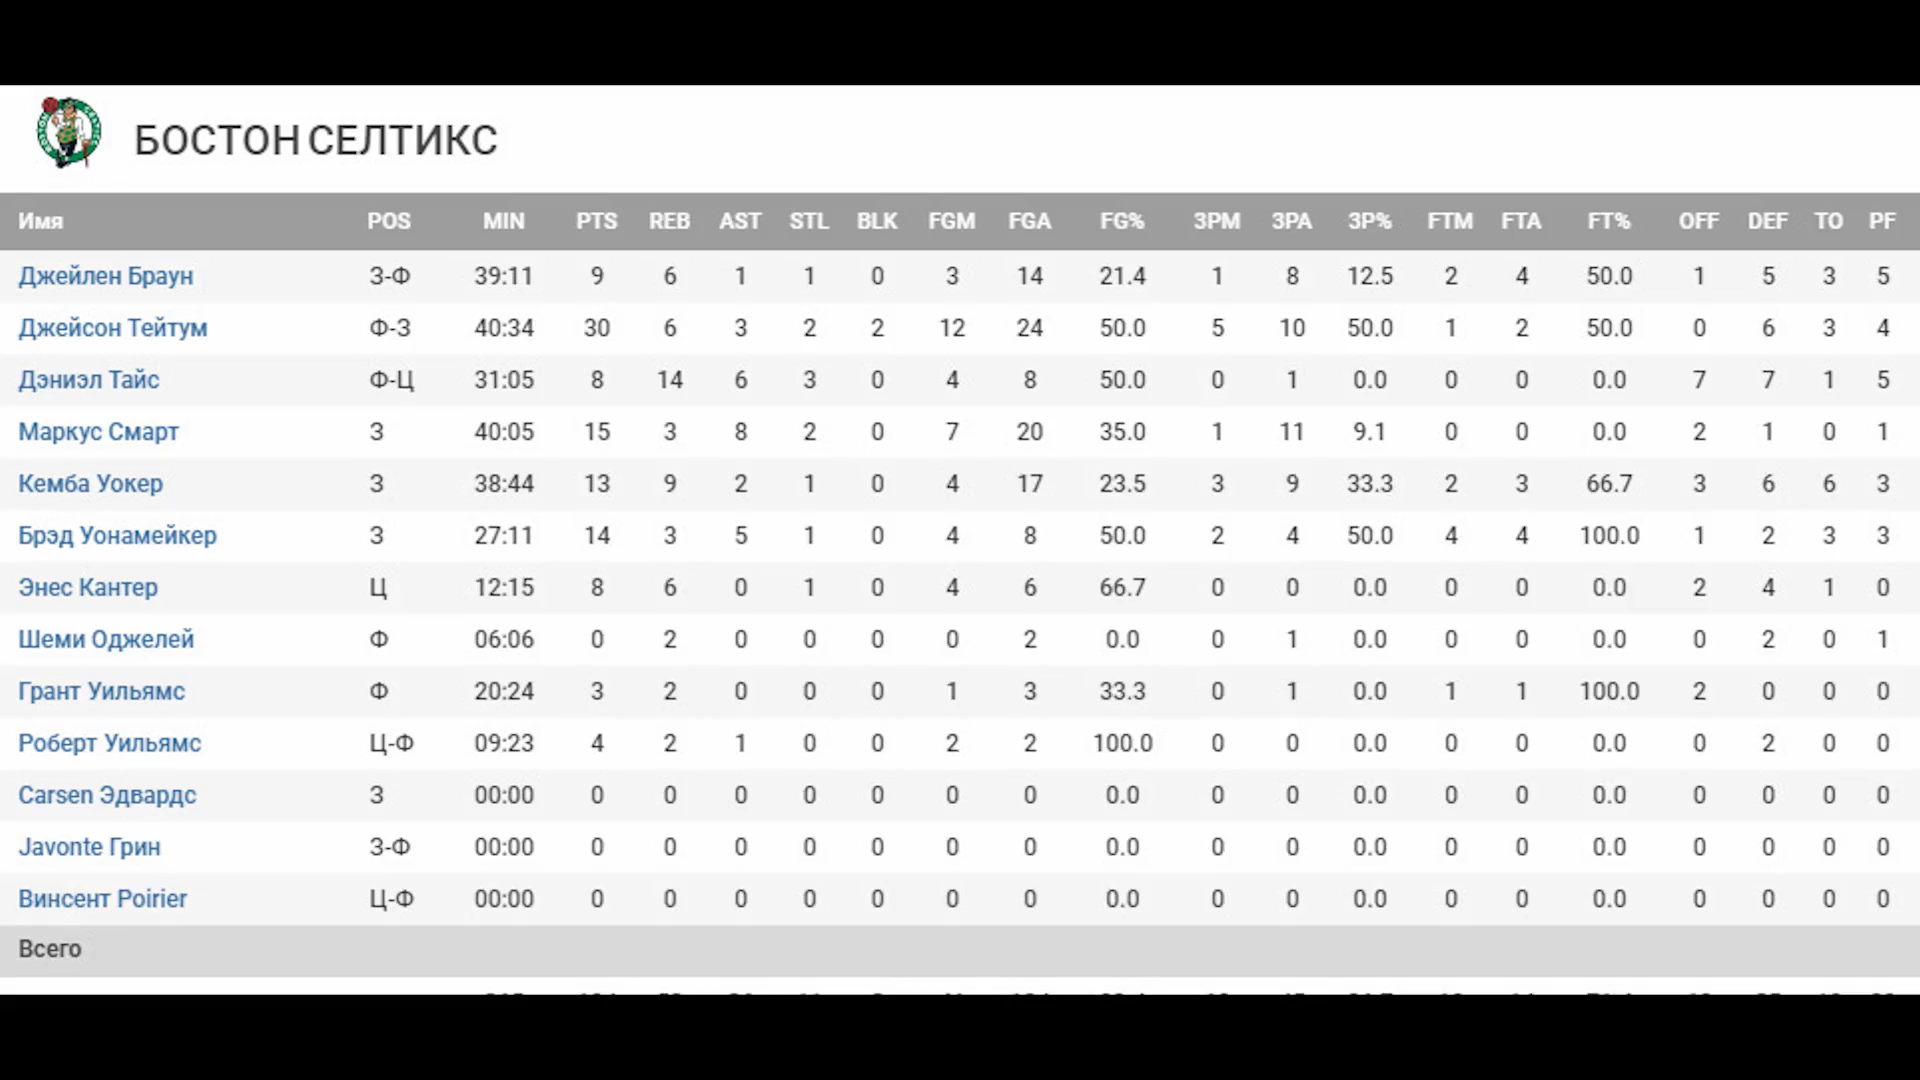 БОСТОН СЕЛТИКС
Имя POS MIN PTS REB AST STL BLK FGM FGA FG% 3PM 3PA 3P% FTM FTA FT% OFF DEF TO PF
Джейлен Браун З-Ф 39:11 9 6 1 1 0 3 14 21.4 1 8 12.5 2 4 50.0 1 5 3 5
Джейсон Тейтум Ф-З 40:34 30 6 3 2 2 12 24 50.0 5 10 50.0 1 2 50.0 0 6 3 4
Дэниэл Тайс Ф-Ц 31:05 8 14 6 3 0 4 8 50.0 0 1 0.0 0 0 0.0 7 7 1 5
Маркус Смарт З 40:05 15 3 8 2 0 7 20 35.0 1 11 9.1 0 0 0.0 2 1 0 1
Кемба Уокер З 38:44 13 9 2 1 0 4 17 23.5 3 9 33.3 2 3 66.7 3 6 6 3
Брэд Уонамейкер З 27:11 14 3 5 1 0 4 8 50.0 2 4 50.0 4 4 100.0 1 2 3 3
Энес Кантер Ц 12:15 8 6 0 1 0 4 6 66.7 0 0 0.0 0 0 0.0 2 4 1 0
Шеми Оджелей Ф 06:06 0 2 0 0 0 0 2 0.0 0 1 0.0 0 0 0.0 0 2 0 1
Грант Уильямс Ф 20:24 3 2 0 0 0 1 3 33.3 0 1 0.0 1 1 100.0 2 0 0 0
Роберт Уильямс Ц-Ф 09:23 4 2 1 0 0 2 2 100.0 0 0 0.0 0 0 0.0 0 2 0 0
Carsen Эдвардс З 00:00 0 0 0 0 0 0 0 0.0 0 0 0.0 0 0 0.0 0 0 0 0
Javonte Грин З-Ф 00:00 0 0 0 0 0 0 0 0.0 0 0 0.0 0 0 0.0 0 0 0 0
Винсент Poirier Ц-Ф 00:00 0 0 0 0 0 0 0 0.0 0 0 0.0 0 0 0.0 0 0 0 0
Всего